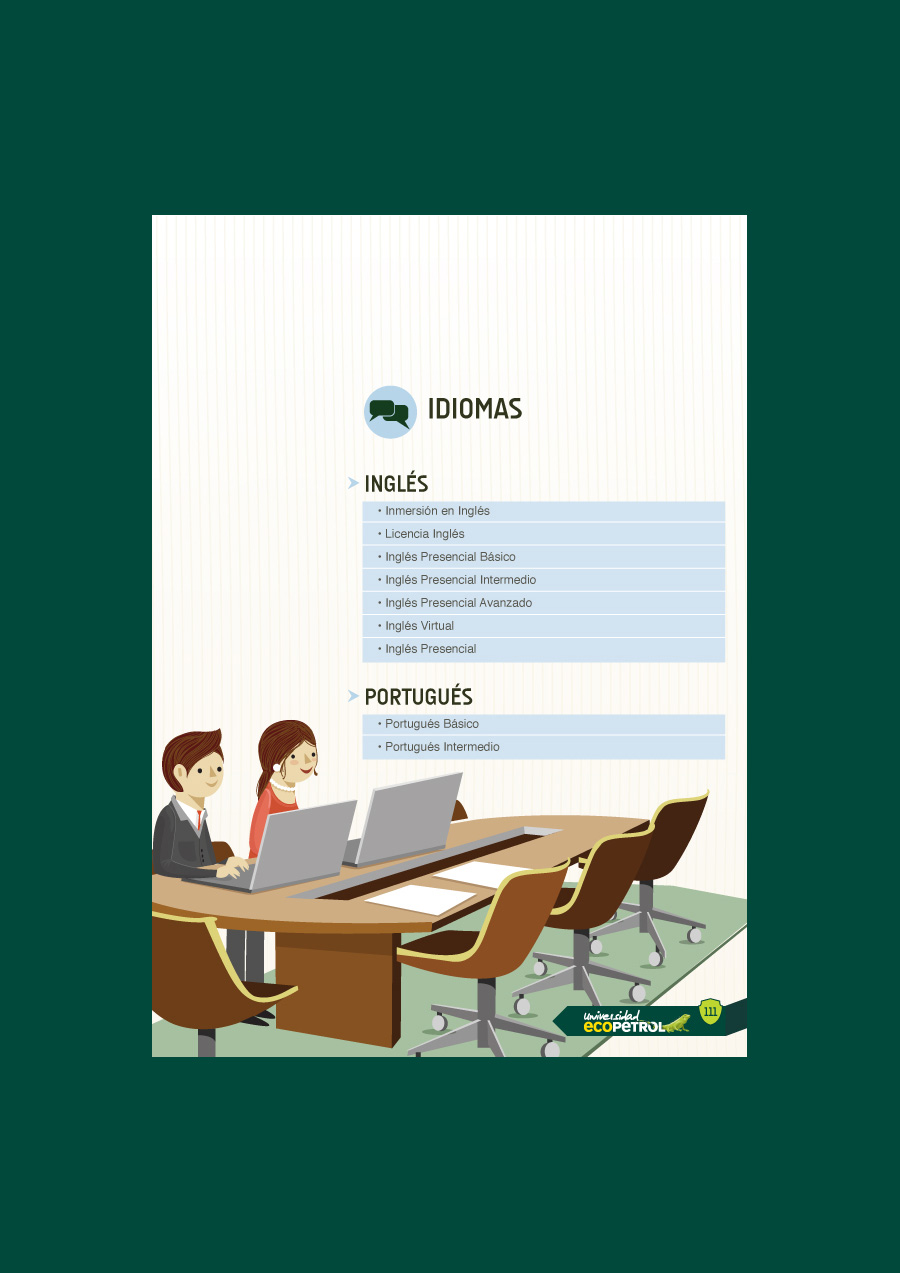 IDIOMAS
INGLÉS
• Inmersión en Inglés
• Licencia Inglés
• Inglés Presencial Básico
• Inglés Presencial Intermedio
• Inglés Presencial Avanzado
• Inglés Virtual
• Inglés Presencial
PORTUGUÉS
• Portugués Básico
• Portugués Intermedio
universidad
ecoPETROL
111